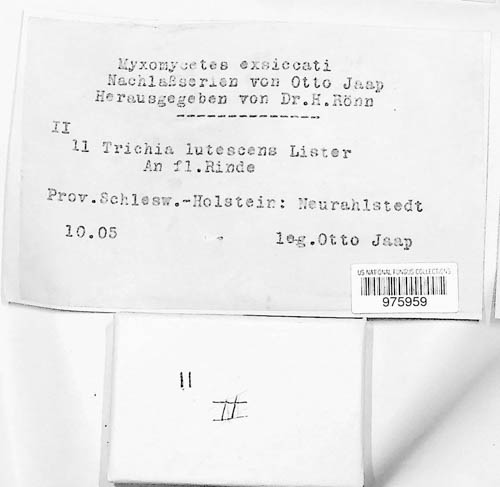 Myxomycetes exsiccati
Nachlaßserien von Otto Jaap
Herausgegeben von Dr.H.Rönn
--------------
II
11 Trichia lutescens Lister
An fl.Rinde
Prov.Schlesw.-Holstein: Neurahlstedt
10.05 leg.Otto Jaap
US NATIONAL FUNGUS COLLECTIONS
975959
11
II